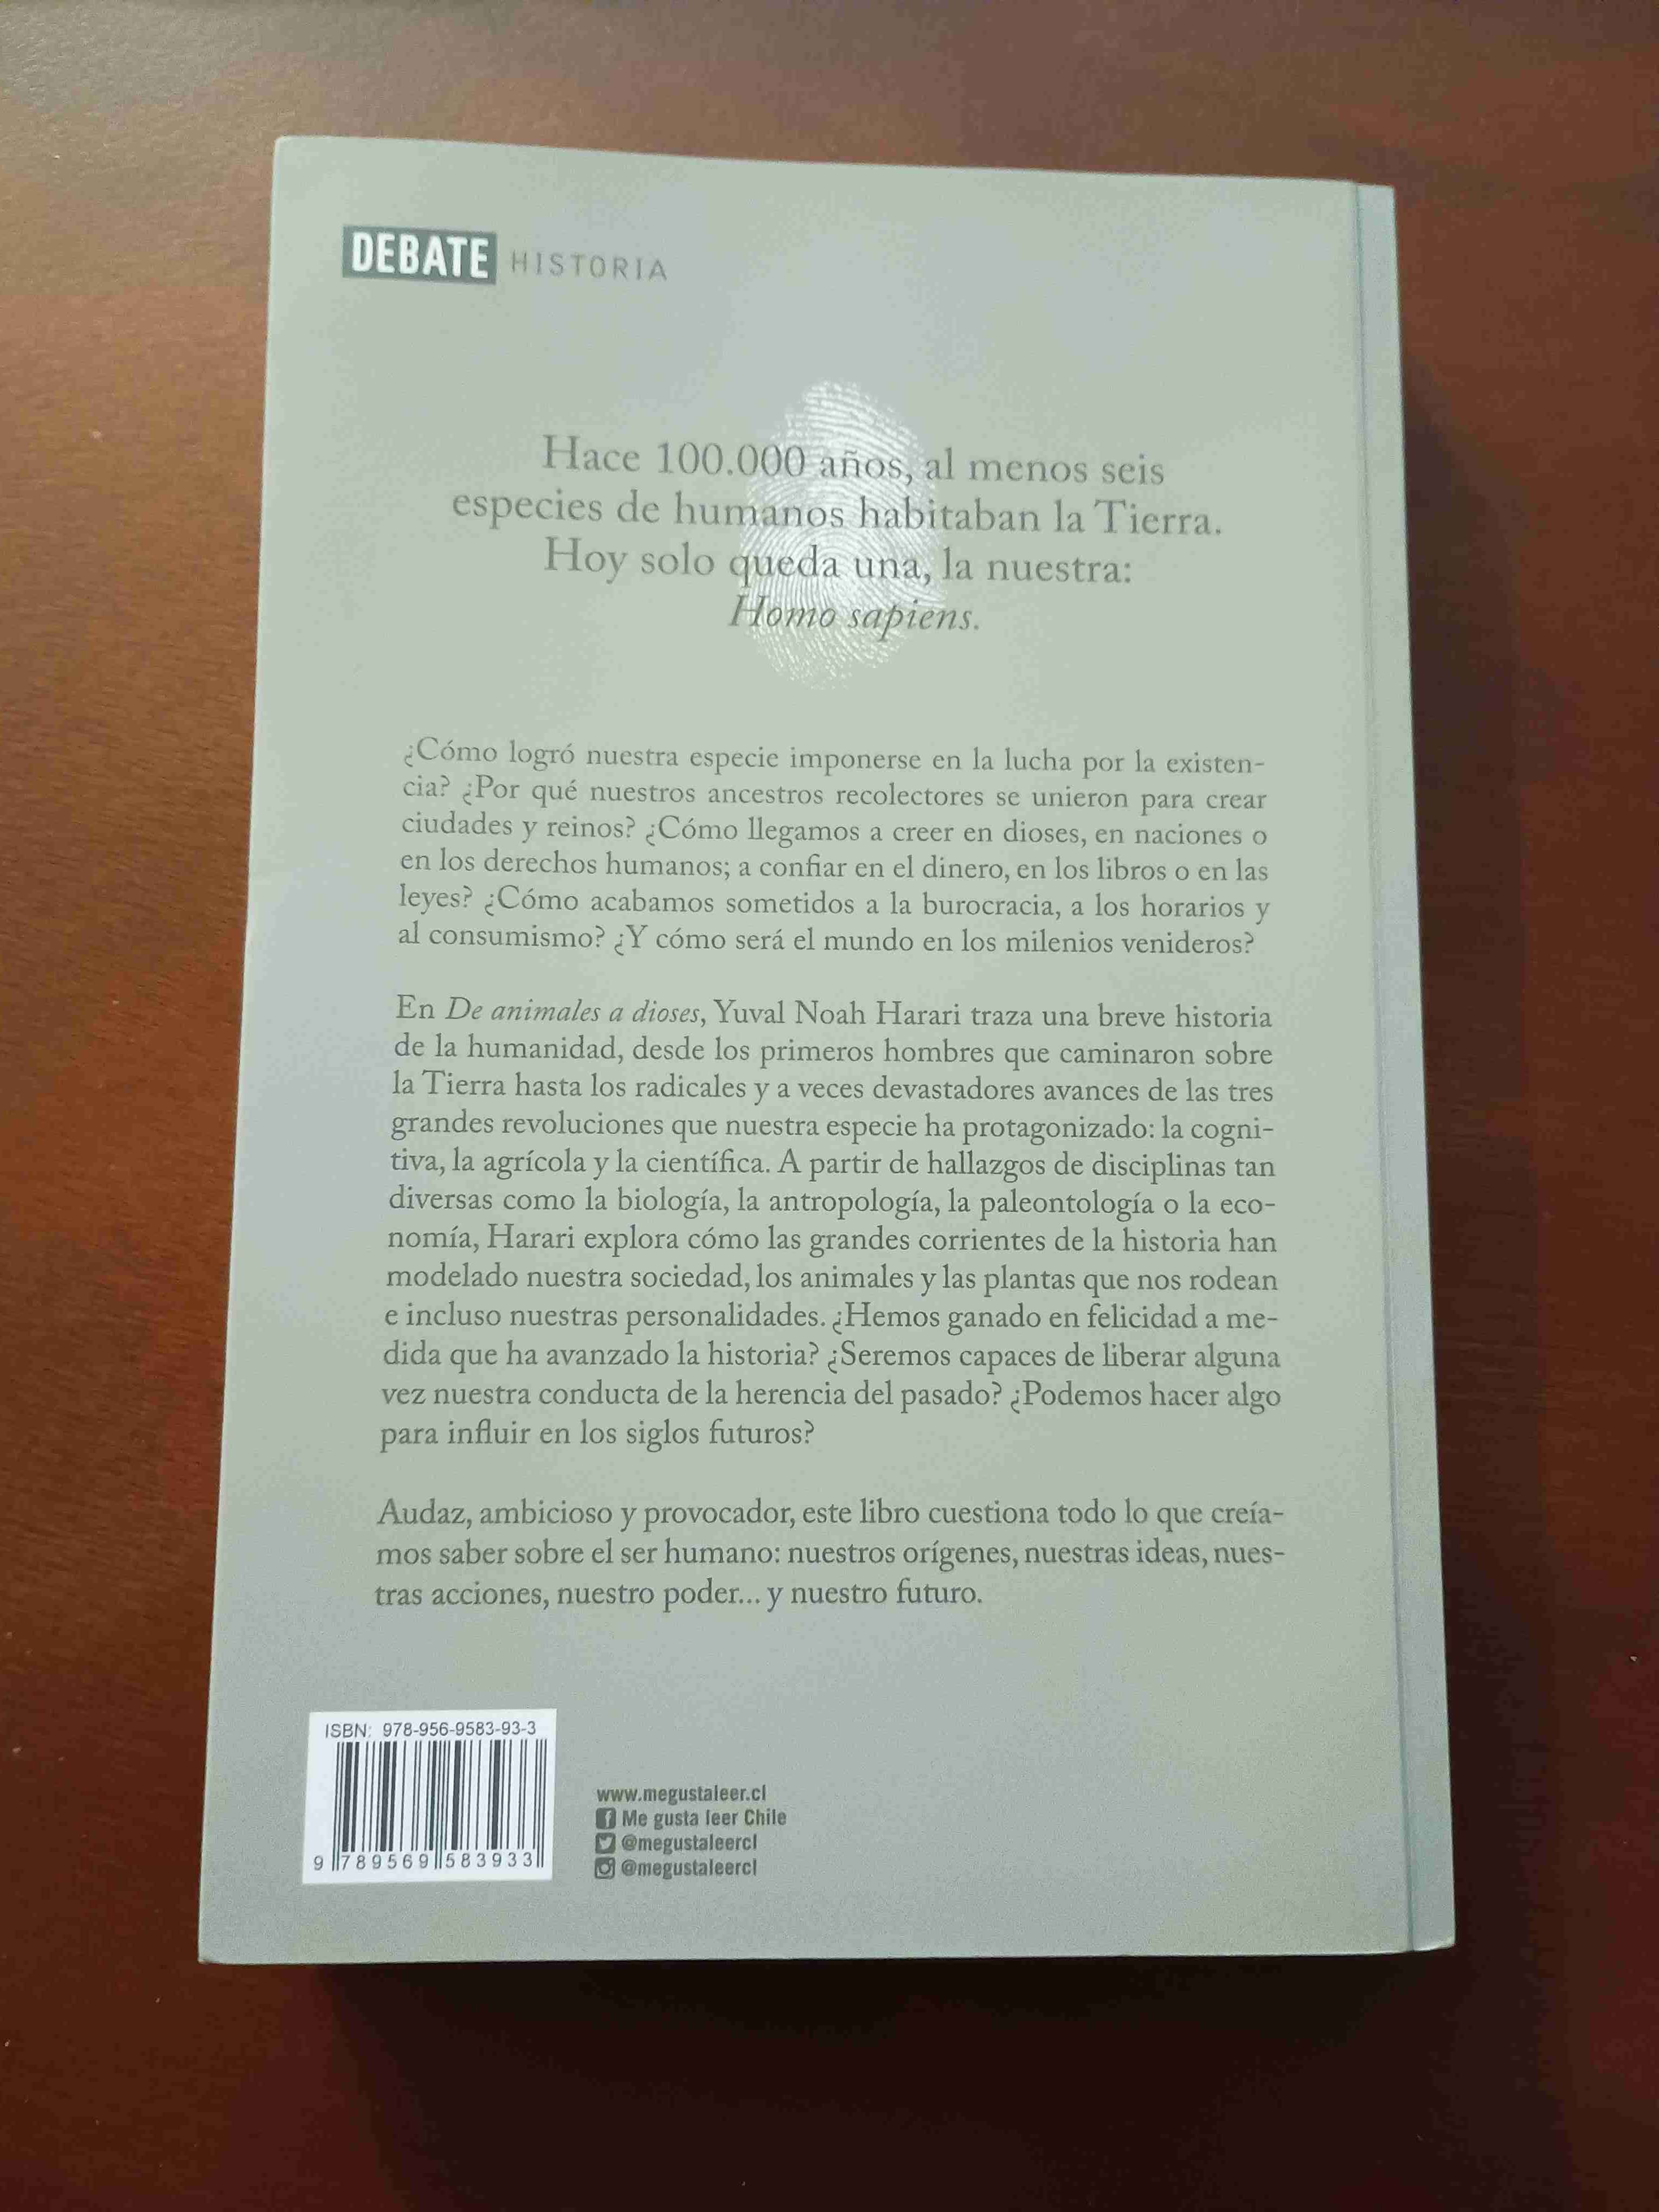 DEBATE HISTORIA
Hace 100.000 años, al menos seis
especies de humanos habitaban la Tierra.
Hoy solo queda una, la nuestra:
Homo sapiens.
¿Cómo logró nuestra especie imponerse en la lucha por la existen-
cia? ¿Por qué nuestros ancestros recolectores se unieron para crear
ciudades y reinos? ¿Cómo llegamos a creer en dioses, en naciones o
en los derechos humanos; a confiar en el dinero, en los libros o en las
leyes? ¿Cómo acabamos sometidos a la burocracia, a los horarios y
al consumismo? ¿Y cómo será el mundo en los milenios venideros?
En De animales a dioses, Yuval Noah Harari traza una breve historia
de la humanidad, desde los primeros hombres que caminaron sobre
la Tierra hasta los radicales y a veces devastadores avances de las tres
grandes revoluciones que nuestra especie ha protagonizado: la cogni-
tiva, la agrícola y la científica. A partir de hallazgos de disciplinas tan
diversas como la biología, la antropología, la paleontología o la eco-
nomía, Harari explora cómo las grandes corrientes de la historia han
modelado nuestra sociedad, los animales y las plantas que nos rodean
e incluso nuestras personalidades. ¿Hemos ganado en felicidad a me-
dida que ha avanzado la historia? ¿Seremos capaces de liberar alguna
vez nuestra conducta de la herencia del pasado? ¿Podemos hacer algo
para influir en los siglos futuros?
Audaz, ambicioso y provocador, este libro cuestiona todo lo que creía-
mos saber sobre el ser humano: nuestros orígenes, nuestras ideas, nues-
tras acciones, nuestro poder... y nuestro futuro.
ISBN: 978-956-9583-93-3
9 789569 583933
www.megustaleer.cl
Me gusta leer Chile
@megustaleercl
@megustaleercl